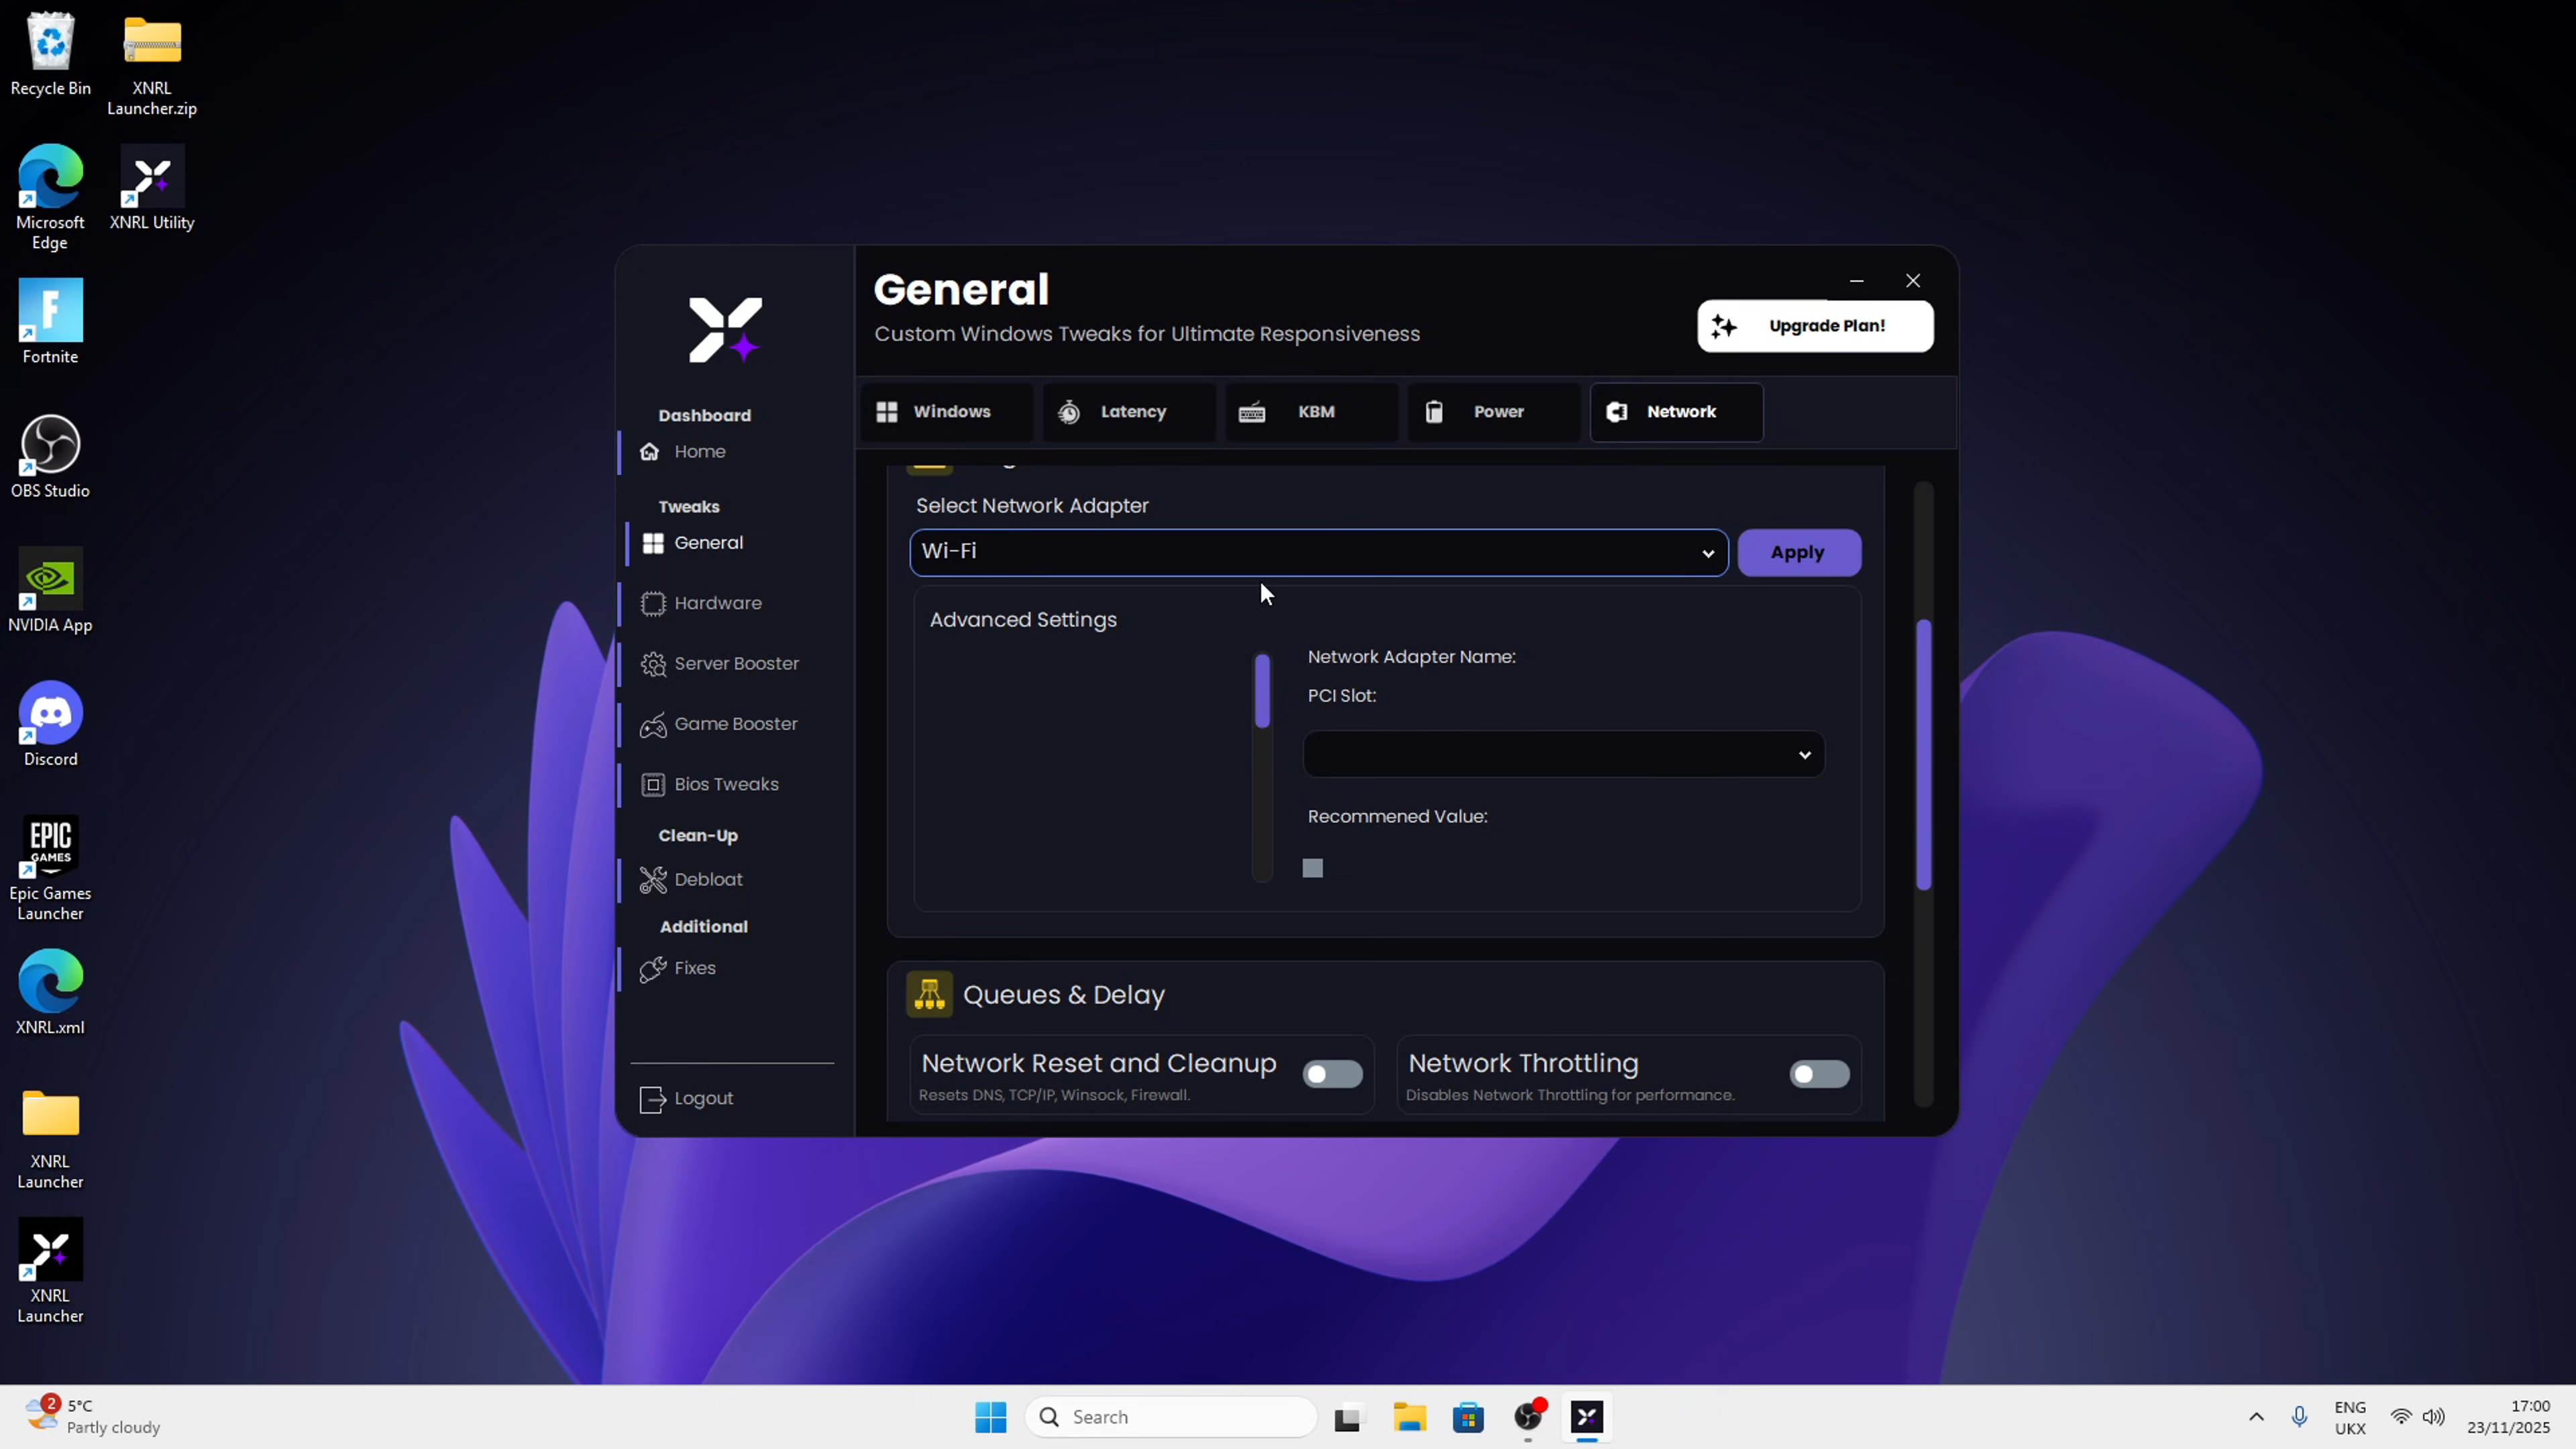 Recycle Bin
XNRL
Launcher.zip
Microsoft
Edge
XNRL Utility
Fortnite
OBS Studio
NVIDIA App
Discord
EPIC
GAMES
Epic Games
Launcher
XNRL.xml
XNRL
Launcher
XNRL
Launcher
Dashboard
Home
Tweaks
General
Hardware
Server Booster
Game Booster
Bios Tweaks
Clean-Up
Debloat
Additional
Fixes
Logout
General
Custom Windows Tweaks for Ultimate Responsiveness
Upgrade Plan!
Windows
Latency
KBM
Power
Network
Select Network Adapter
Wi-Fi
Apply
Advanced Settings
Network Adapter Name:
PCI Slot:
Recommened Value:
Queues & Delay
Network Reset and Cleanup
Resets DNS, TCP/IP, Winsock, Firewall.
Network Throttling
Disables Network Throttling for performance.
2
5°C
Partly cloudy
Search
ENG
UKX
17:00
23/11/2025